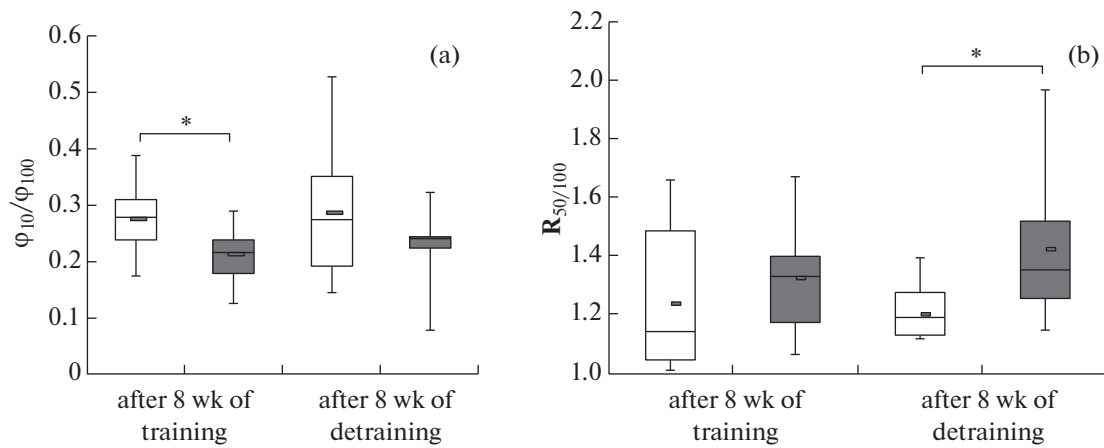 0.6
(a)
0.5
*
0.4
0.3
0.2
0.1
0
φ10/φ100
after 8 wk of
training
after 8 wk of
detraining
2.2
*
(b)
2.0
1.8
1.6
1.4
1.2
1.0
R50/100
after 8 wk of
training
after 8 wk of
detraining